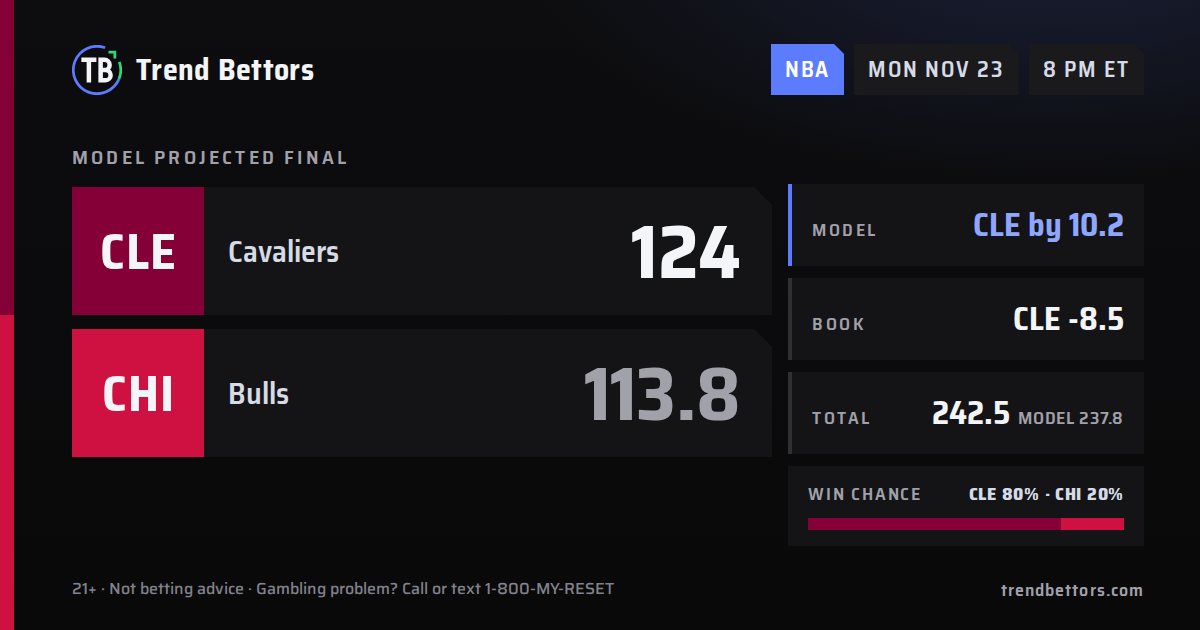 TB Trend Bettors
NBA MON NOV 23 8 PM ET
MODEL PROJECTED FINAL
CLE Cavaliers 124
CHI Bulls 113.8
MODEL CLE by 10.2
BOOK CLE -8.5
TOTAL 242.5 MODEL 237.8
WIN CHANCE CLE 80% · CHI 20%
21+ · Not betting advice · Gambling problem? Call or text 1-800-MY-RESET
trendbettors.com